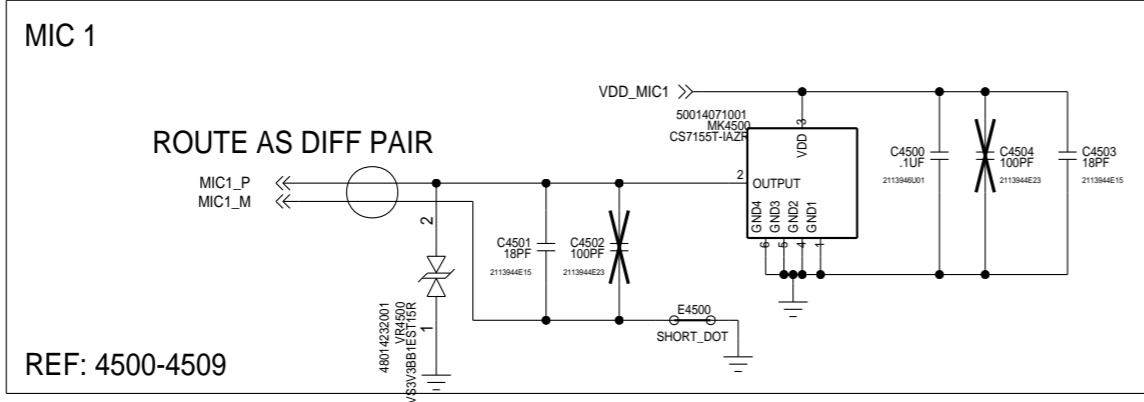 MIC 1
VDD_MIC1
50014071001
MK4500
CS7155T-IAZR
3
VDD
C4500
.1UF
2113946U01
C4504
100PF
2113944E23
C4503
18PF
2113944E15
ROUTE AS DIFF PAIR
MIC1_P
MIC1_M
2
OUTPUT
GND4
GND3
GND2
GND1
6
5
4
1
2
C4501
18PF
2113944E15
C4502
100PF
2113944E23
1
48014232001
VR4500
VS3V3BB1EST15R
E4500
SHORT_DOT
REF: 4500-4509